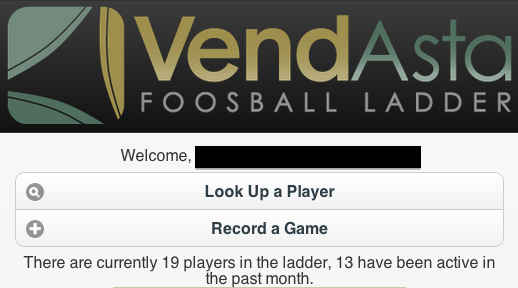 VendAsta
FOOSBALL LADDER
Welcome,
Look Up a Player
Record a Game
There are currently 19 players in the ladder, 13 have been active in
the past month.